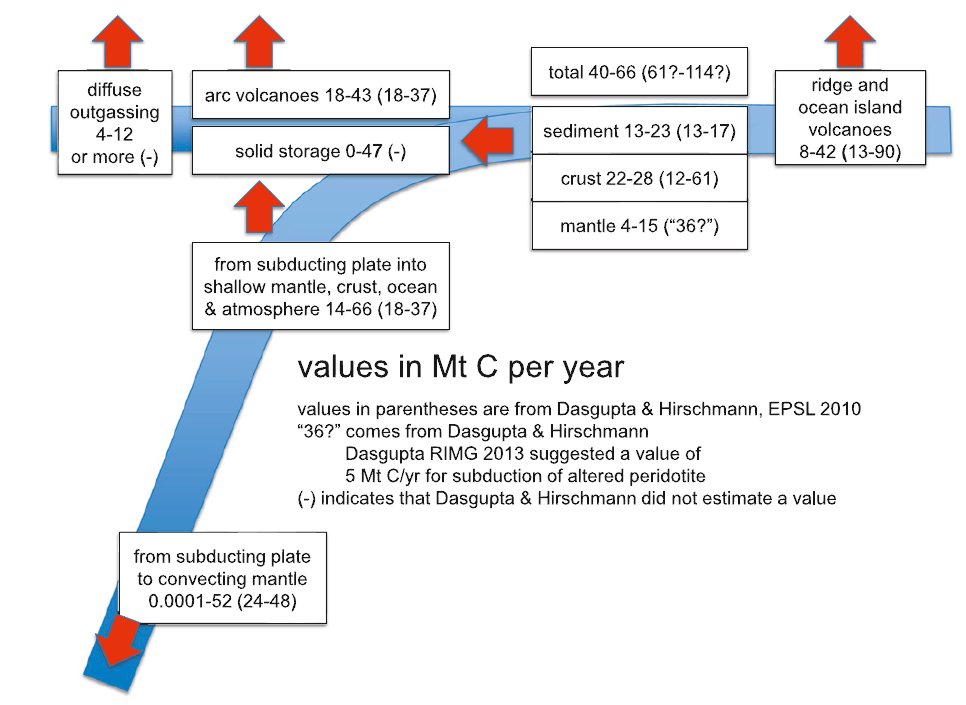 diffuse
outgassing
4-12
or more (-)
arc volcanoes 18-43 (18-37)
solid storage 0-47 (-)
total 40-66 (61?-114?)
sediment 13-23 (13-17)
crust 22-28 (12-61)
mantle 4-15 (“36?”)
ridge and
ocean island
volcanoes
8-42 (13-90)
from subducting plate into
shallow mantle, crust, ocean
& atmosphere 14-66 (18-37)
values in Mt C per year
values in parentheses are from Dasgupta & Hirschmann, EPSL 2010
“36?” comes from Dasgupta & Hirschmann
Dasgupta RIMG 2013 suggested a value of
5 Mt C/yr for subduction of altered peridotite
(-) indicates that Dasgupta & Hirschmann did not estimate a value
from subducting plate
to convecting mantle
0.0001-52 (24-48)